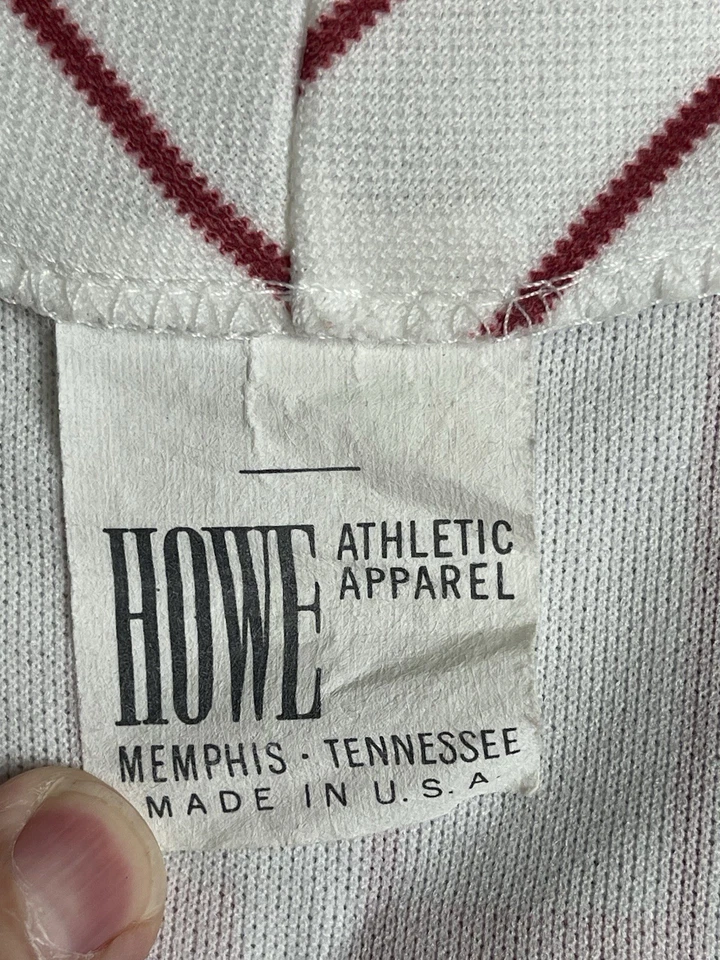 HOWE ATHLETIC
APPAREL
MEMPHIS · TENNESSEE
MADE IN U.S.A.